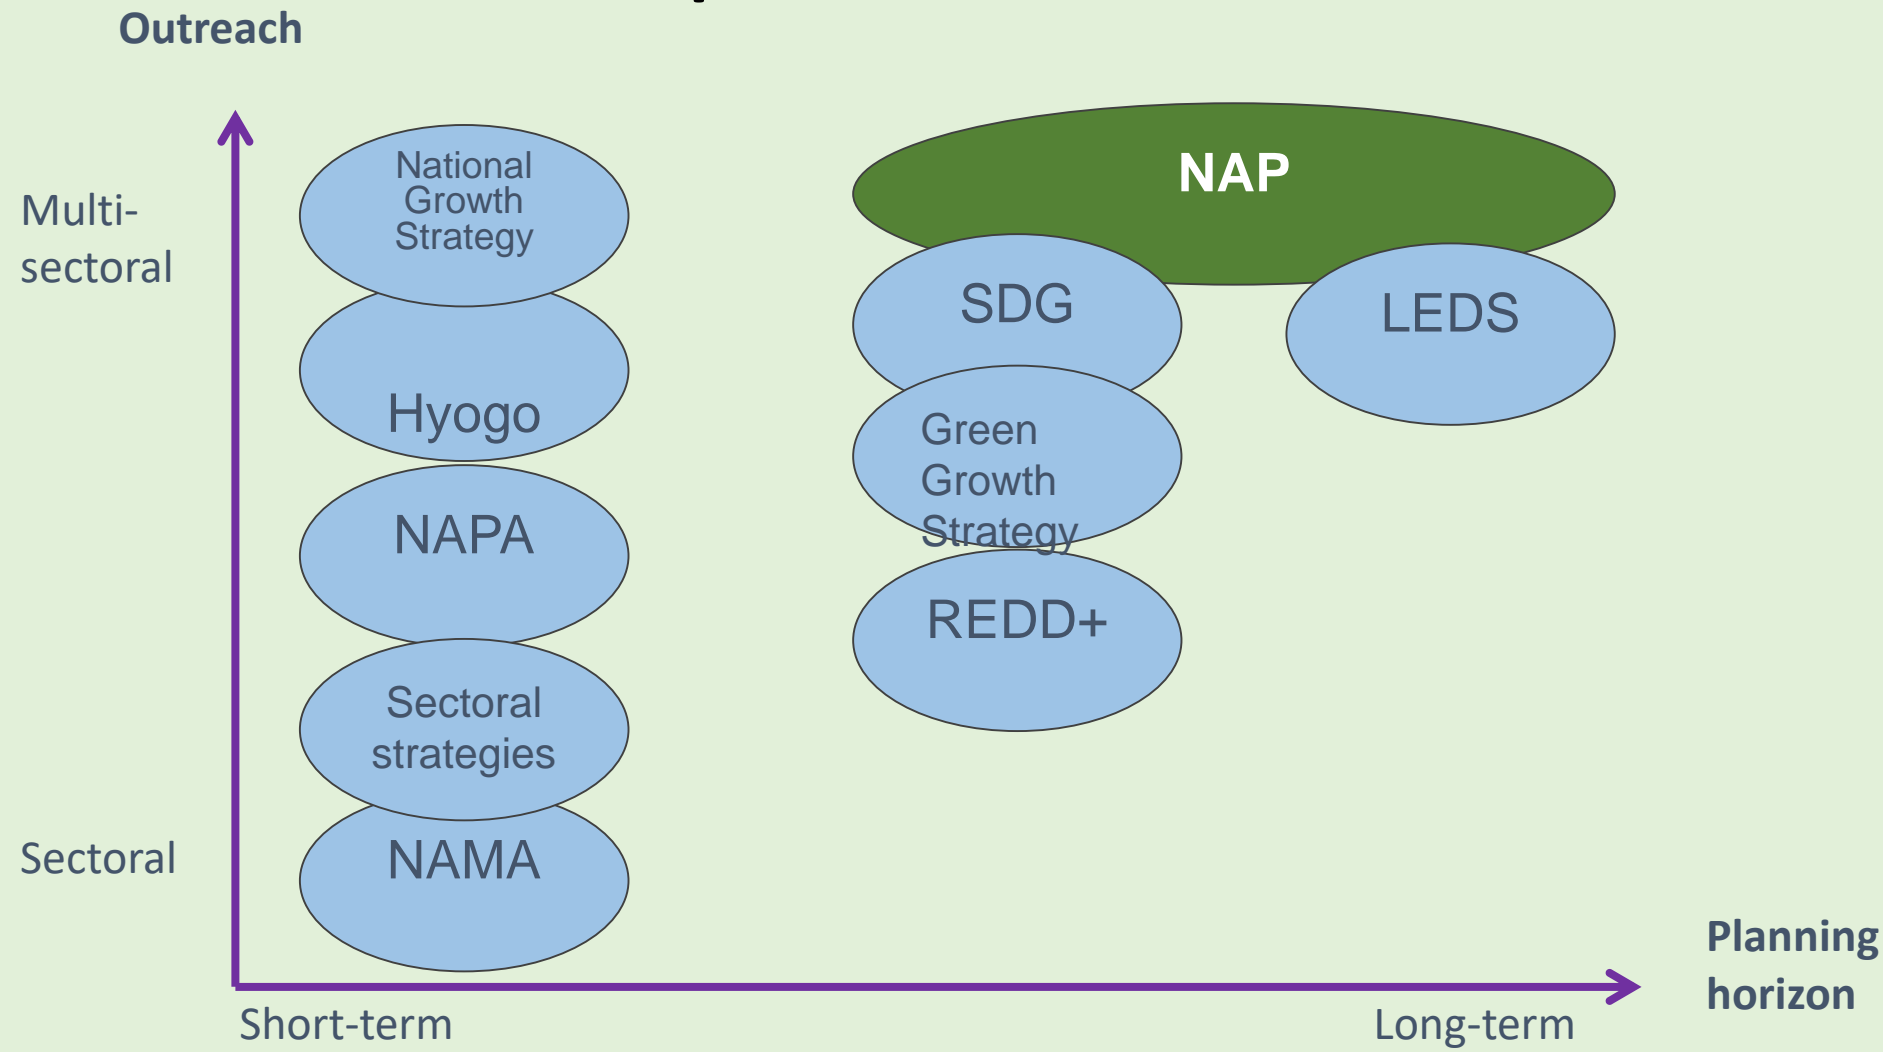 Outreach
Multi-
sectoral
National
Growth
Strategy
NAP
SDG
LEDS
Hyogo
Green
Growth
Strategy
NAPA
REDD+
Sectoral
strategies
Sectoral
NAMA
Planning
horizon
Short-term
Long-term